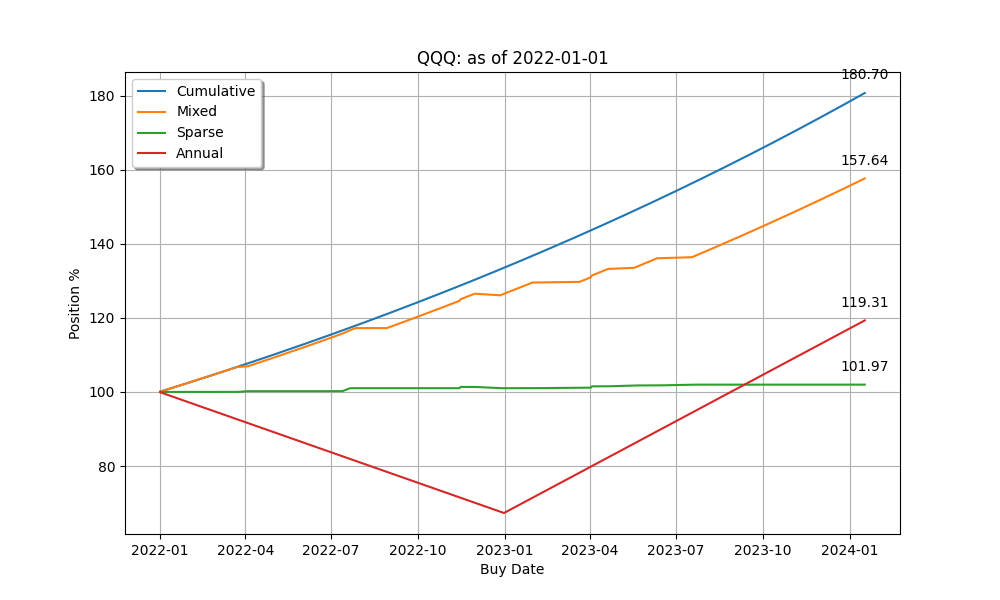 QQQ: as of 2022-01-01
Cumulative
Mixed
Sparse
Annual
180.70
157.64
119.31
101.97
Position %
180
160
140
120
100
80
2022-01 2022-04 2022-07 2022-10 2023-01 2023-04 2023-07 2023-10 2024-01
Buy Date